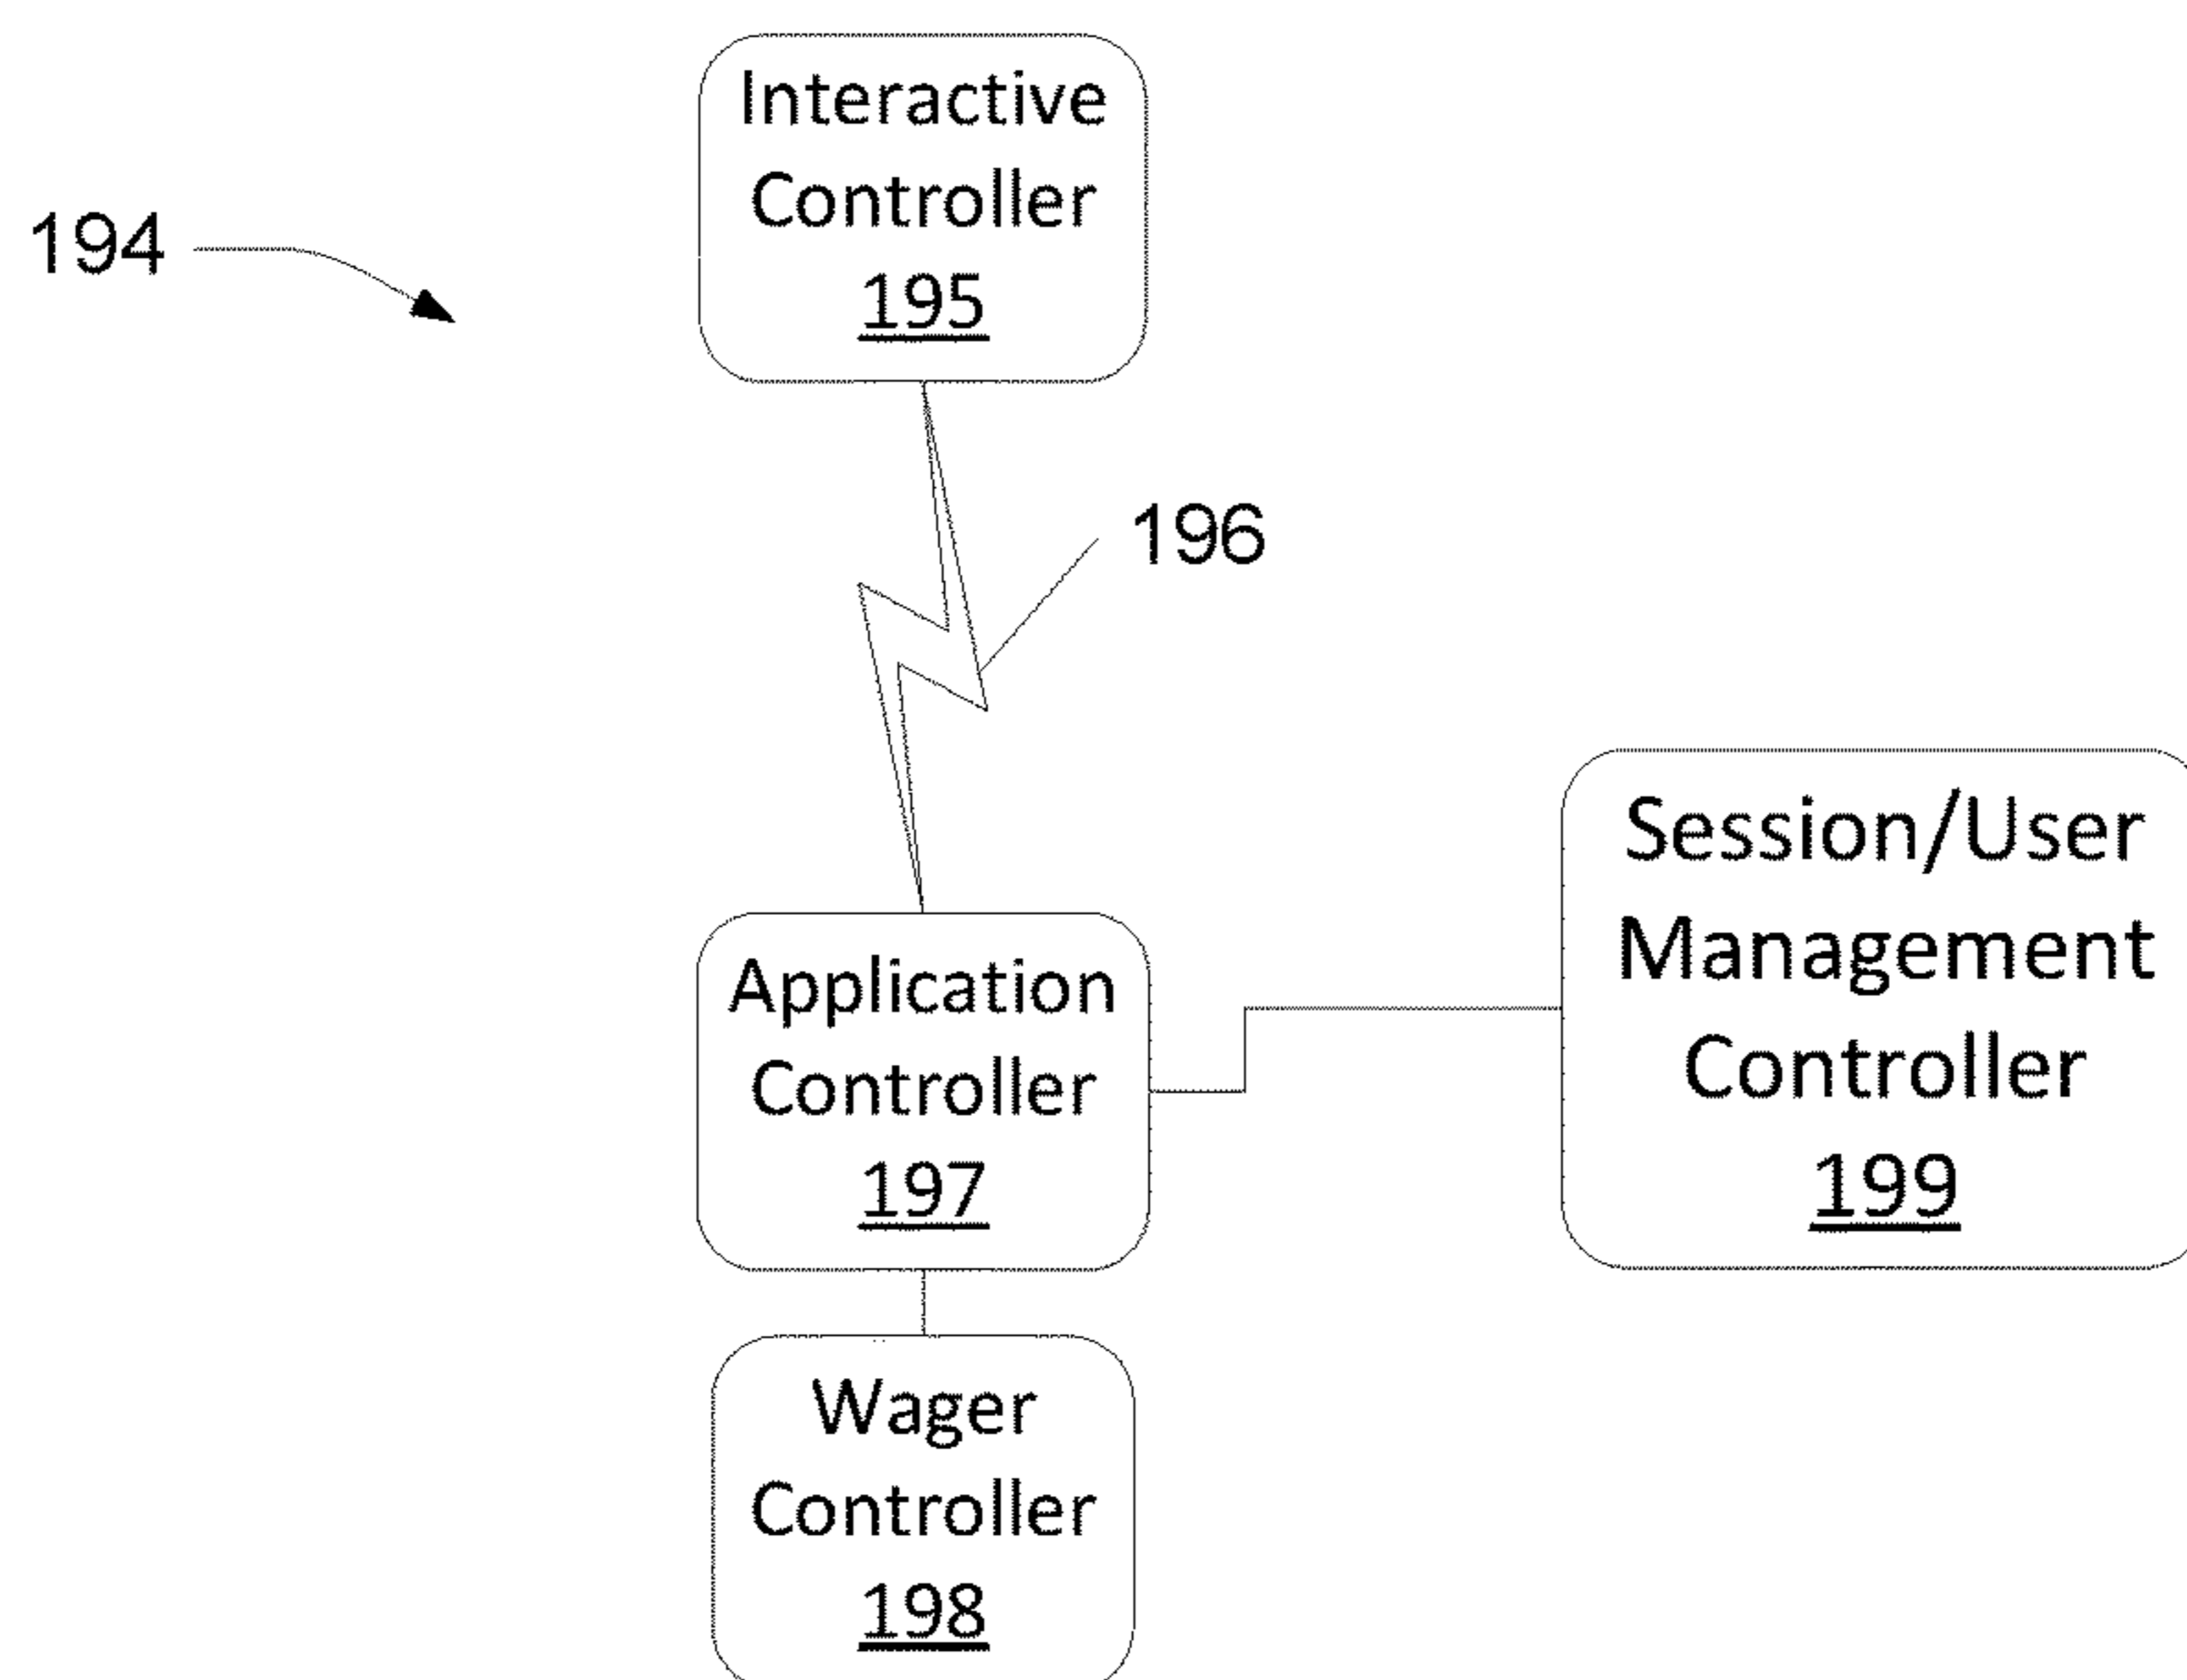 Interactive
Controller
195
194
196
Application
Controller
197
Session/User
Management
Controller
199
Wager
Controller
198